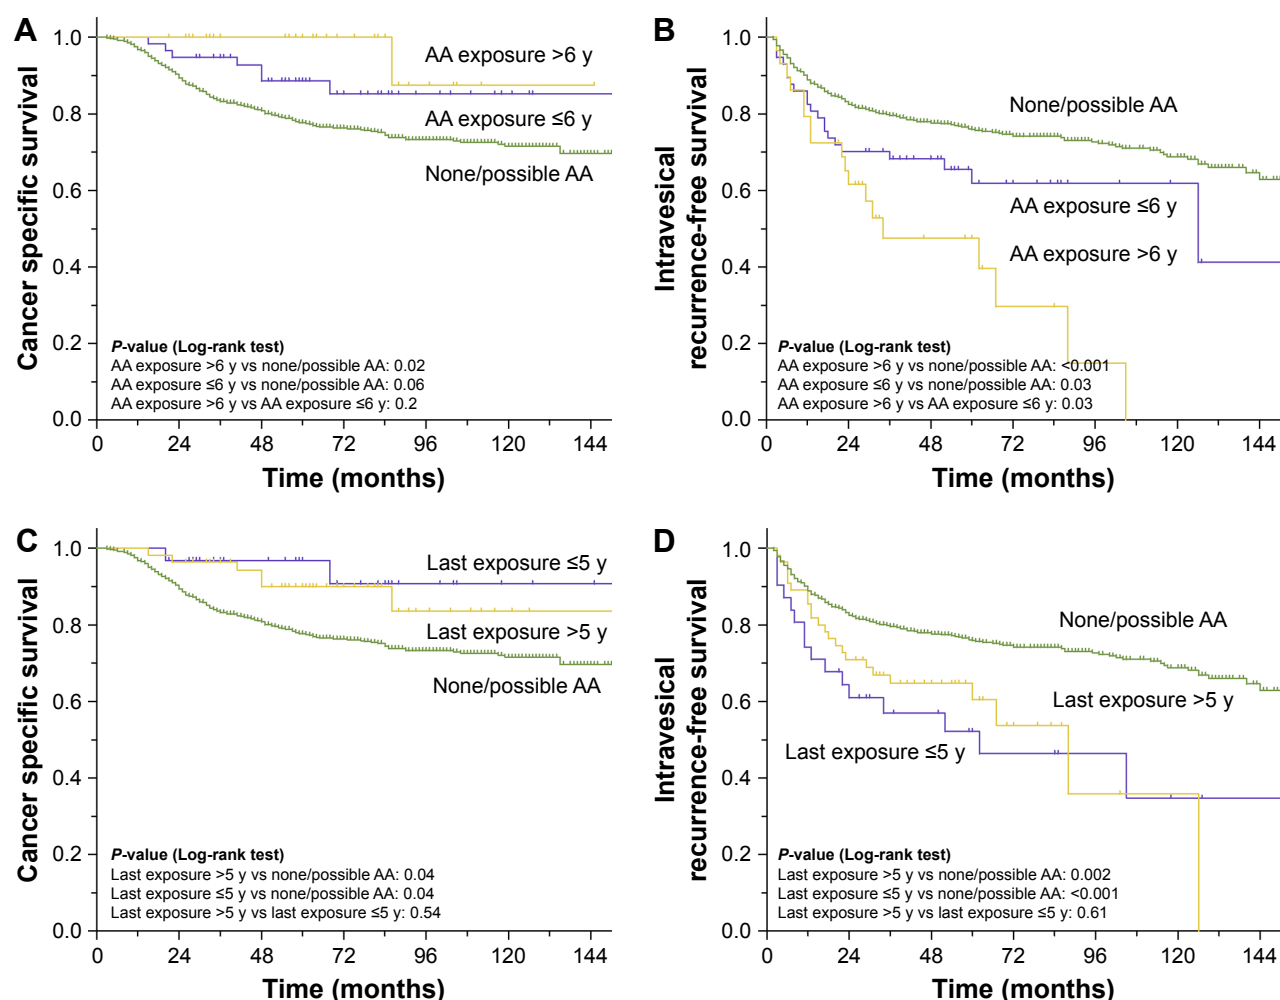 A
Cancer specific survival
1.0
0.8
0.6
0.4
0.2
0.0
AA exposure >6 y
AA exposure ≤6 y
None/possible AA
P-value (Log-rank test)
AA exposure >6 y vs none/possible AA: 0.02
AA exposure ≤6 y vs none/possible AA: 0.06
AA exposure >6 y vs AA exposure ≤6 y: 0.2
0 24 48 72 96 120 144
Time (months)
B
Intravesical
recurrence-free survival
1.0
0.8
0.6
0.4
0.2
0.0
None/possible AA
AA exposure ≤6 y
AA exposure >6 y
P-value (Log-rank test)
AA exposure >6 y vs none/possible AA: <0.001
AA exposure ≤6 y vs none/possible AA: 0.03
AA exposure >6 y vs AA exposure ≤6 y: 0.03
0 24 48 72 96 120 144
Time (months)
C
Cancer specific survival
1.0
0.8
0.6
0.4
0.2
0.0
Last exposure ≤5 y
Last exposure >5 y
None/possible AA
P-value (Log-rank test)
Last exposure >5 y vs none/possible AA: 0.04
Last exposure ≤5 y vs none/possible AA: 0.04
Last exposure >5 y vs last exposure ≤5 y: 0.54
0 24 48 72 96 120 144
Time (months)
D
Intravesical
recurrence-free survival
1.0
0.8
0.6
0.4
0.2
0.0
None/possible AA
Last exposure >5 y
Last exposure ≤5 y
P-value (Log-rank test)
Last exposure >5 y vs none/possible AA: 0.002
Last exposure ≤5 y vs none/possible AA: <0.001
Last exposure >5 y vs last exposure ≤5 y: 0.61
0 24 48 72 96 120 144
Time (months)